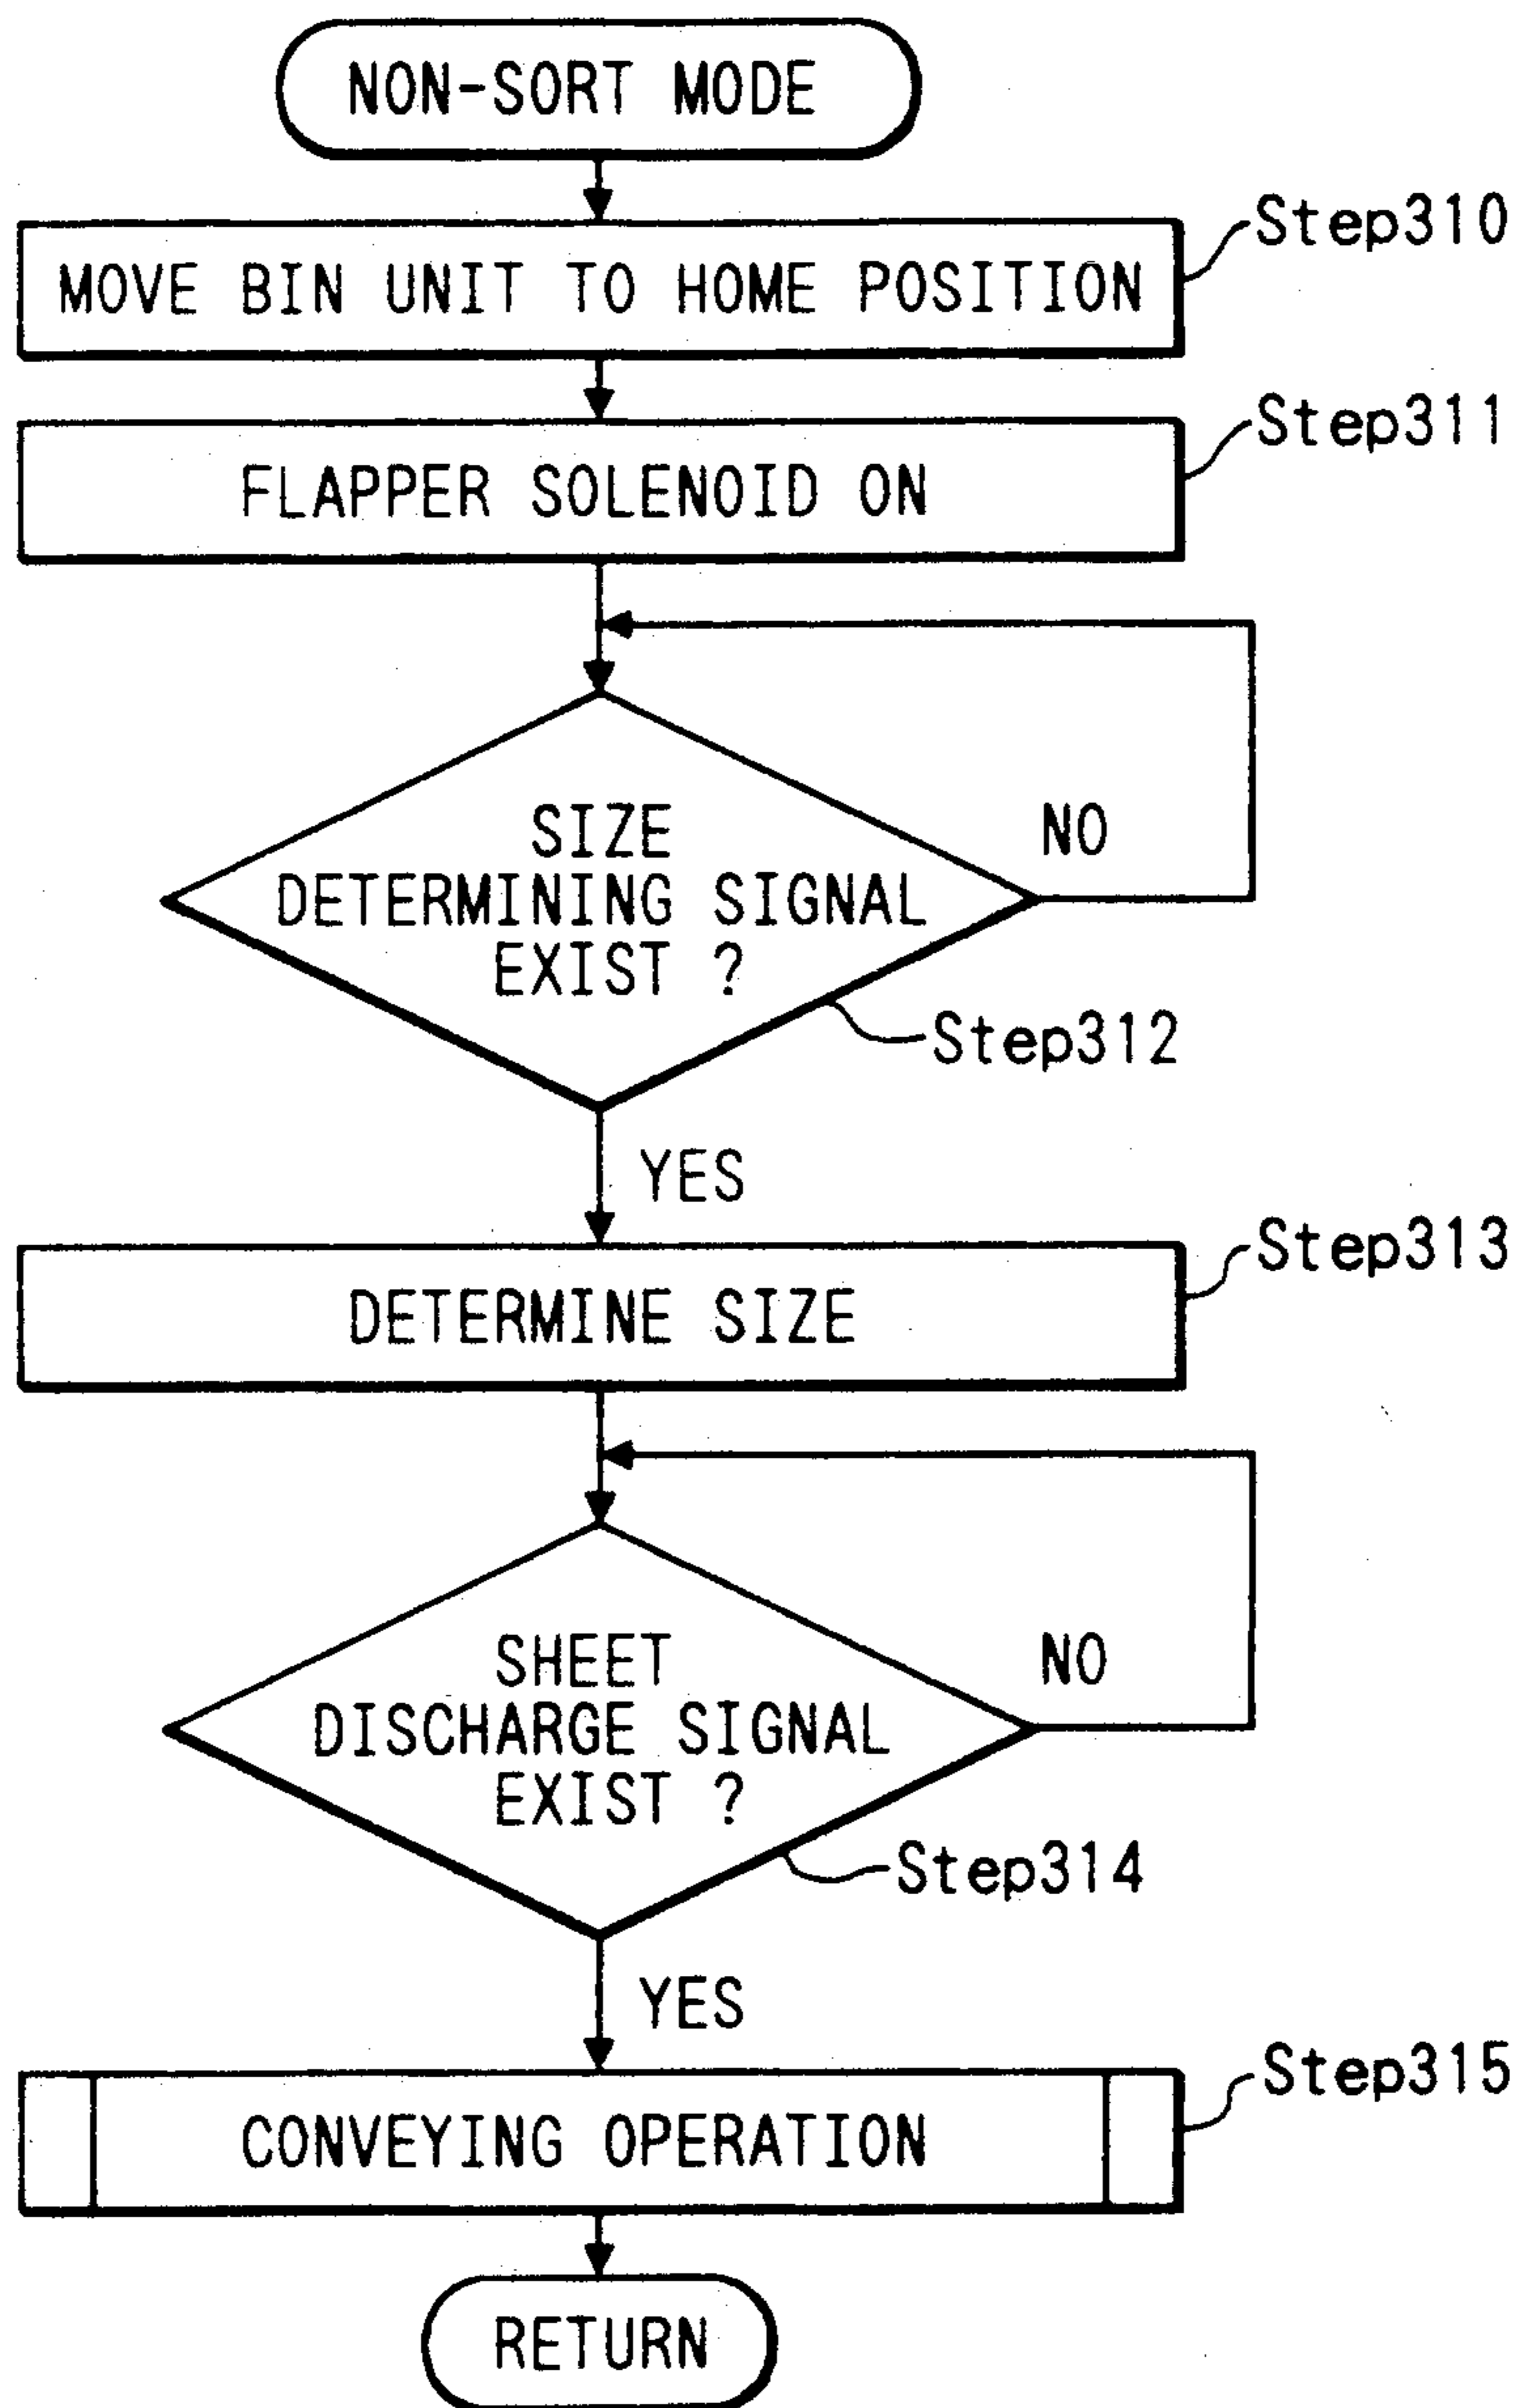 NON-SORT MODE
Step310
MOVE BIN UNIT TO HOME POSITION
Step311
FLAPPER SOLENOID ON
SIZE
DETERMINING SIGNAL
EXIST ?
NO
Step312
YES
Step313
DETERMINE SIZE
SHEET
DISCHARGE SIGNAL
EXIST ?
NO
Step314
YES
Step315
CONVEYING OPERATION
RETURN